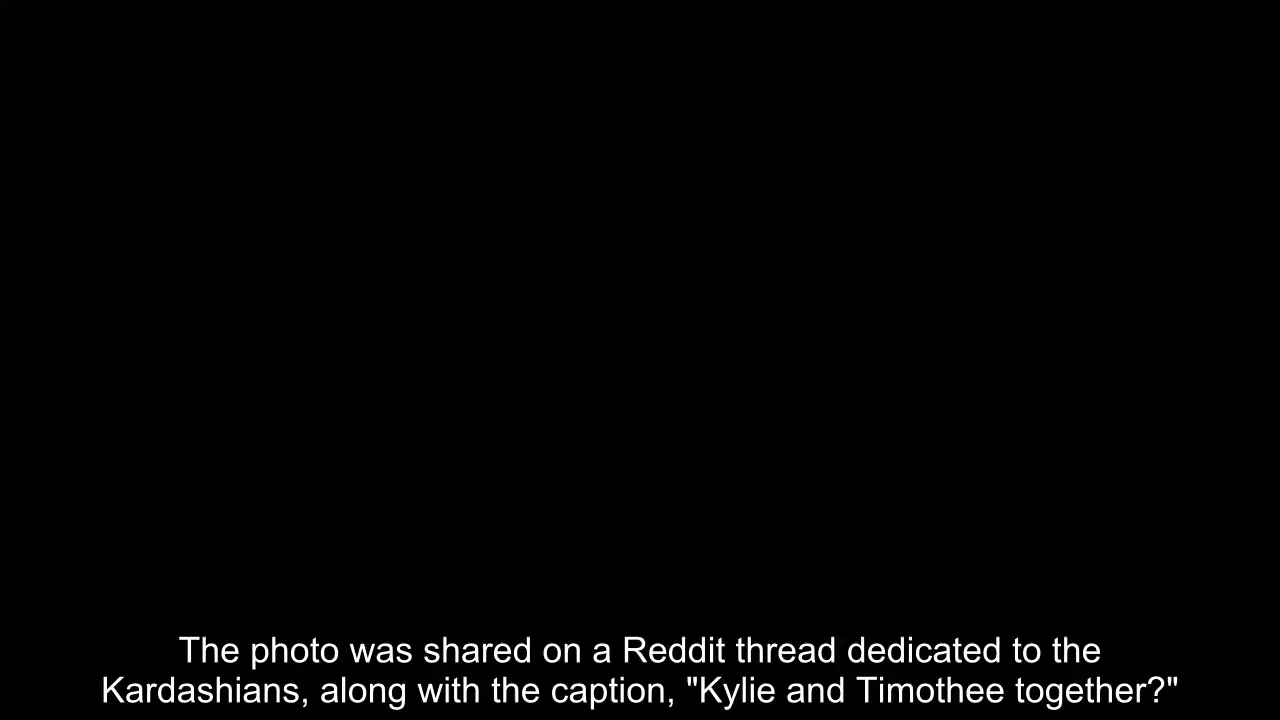 The photo was shared on a Reddit thread dedicated to the
Kardashians, along with the caption, "Kylie and Timothee together?"